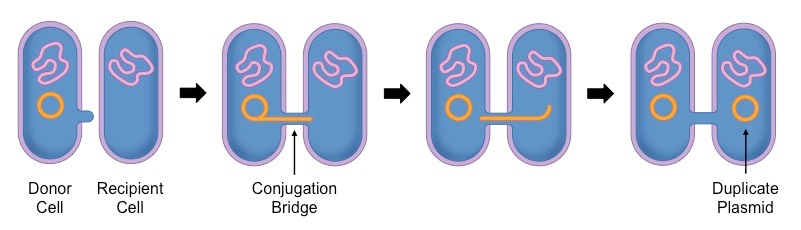 Donor
Cell
Recipient
Cell
Conjugation
Bridge
Duplicate
Plasmid